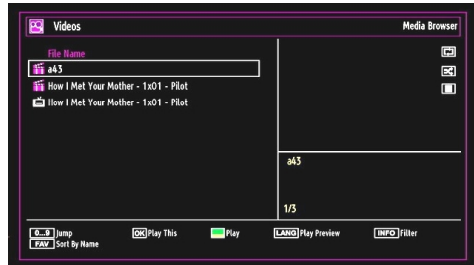 Videos
Media Browser
File Name
a43
How I Met Your Mother - 1x01 - Pilot
How I Met Your Mother - 1x01 - Pilot
a43
1/3
0...9 Jump
OK Play This
Play
LANG Play Preview
INFO Filter
FAV Sort By Name